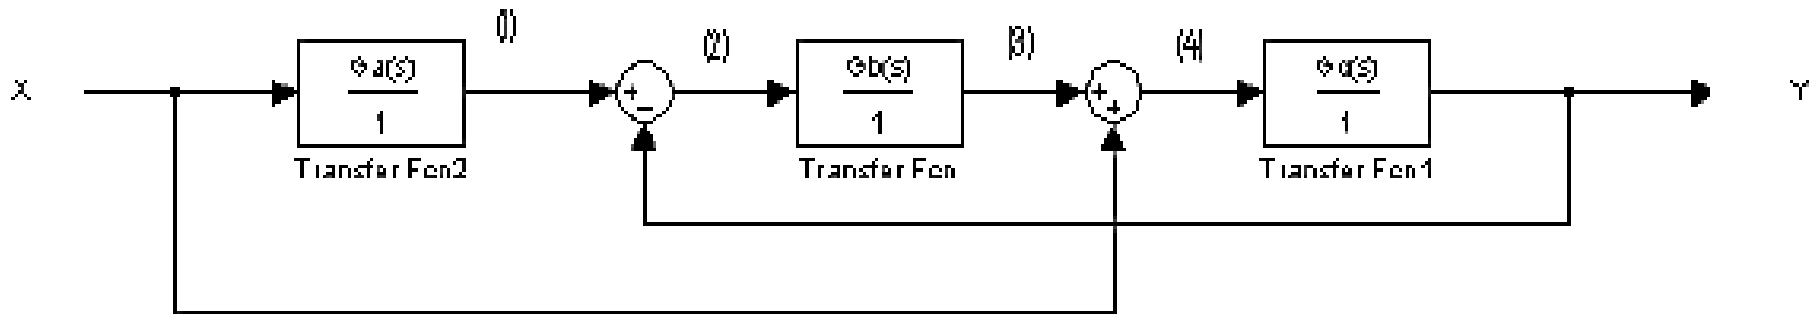 (1)
(2)
(3)
(4)
X
Ga(s)
1
+
−
Gb(s)
1
+
+
Gc(s)
1
Y
Transfer Fcn2
Transfer Fcn
Transfer Fcn1